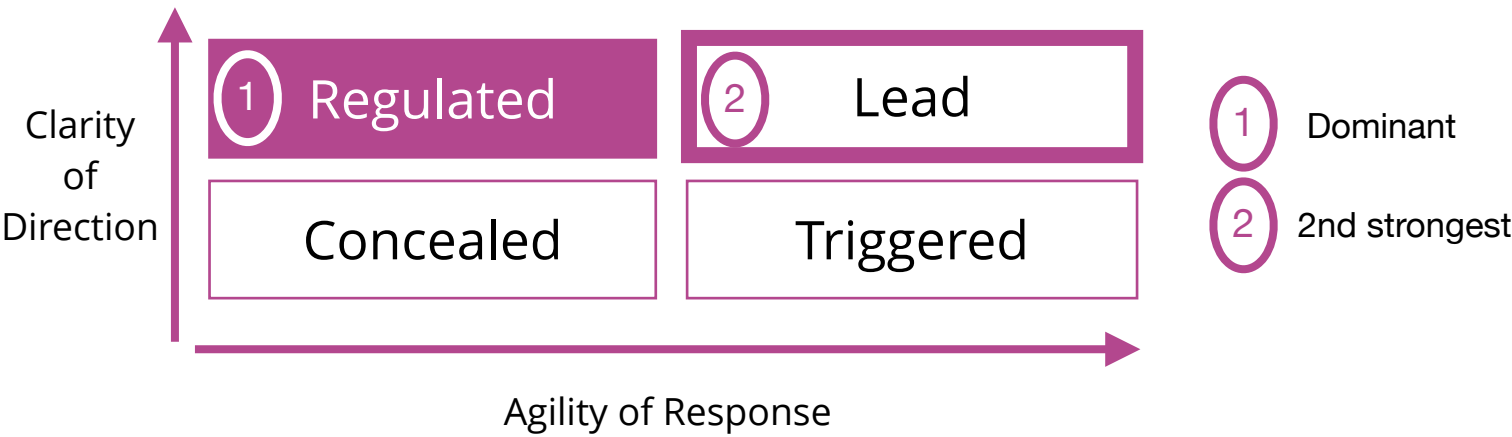 Clarity
of
Direction
1 Regulated
2 Lead
Concealed
Triggered
Agility of Response
1 Dominant
2 2nd strongest